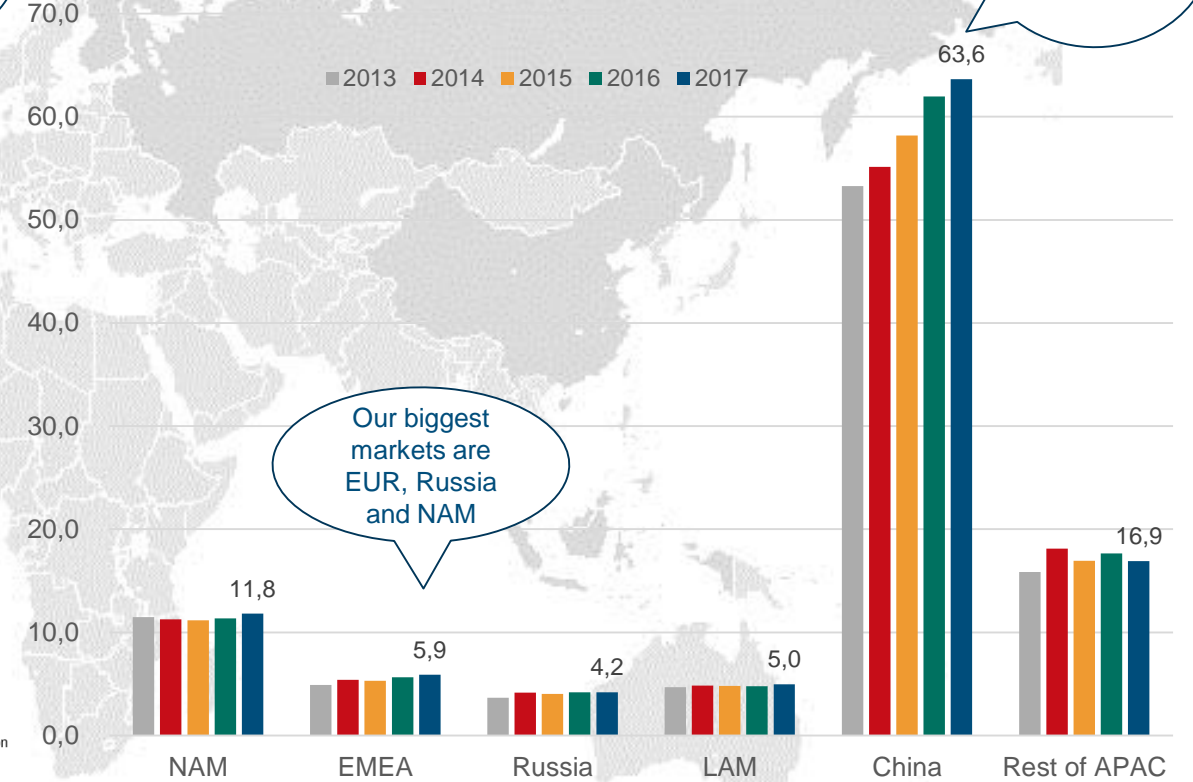 70,0
63,6
2013 2014 2015 2016 2017
60,0
50,0
40,0
Our biggest
markets are
EUR, Russia
and NAM
30,0
20,0
16,9
11,8
10,0
5,9
5,0
4,2
0,0
on
NAM EMEA Russia LAM China Rest of APAC